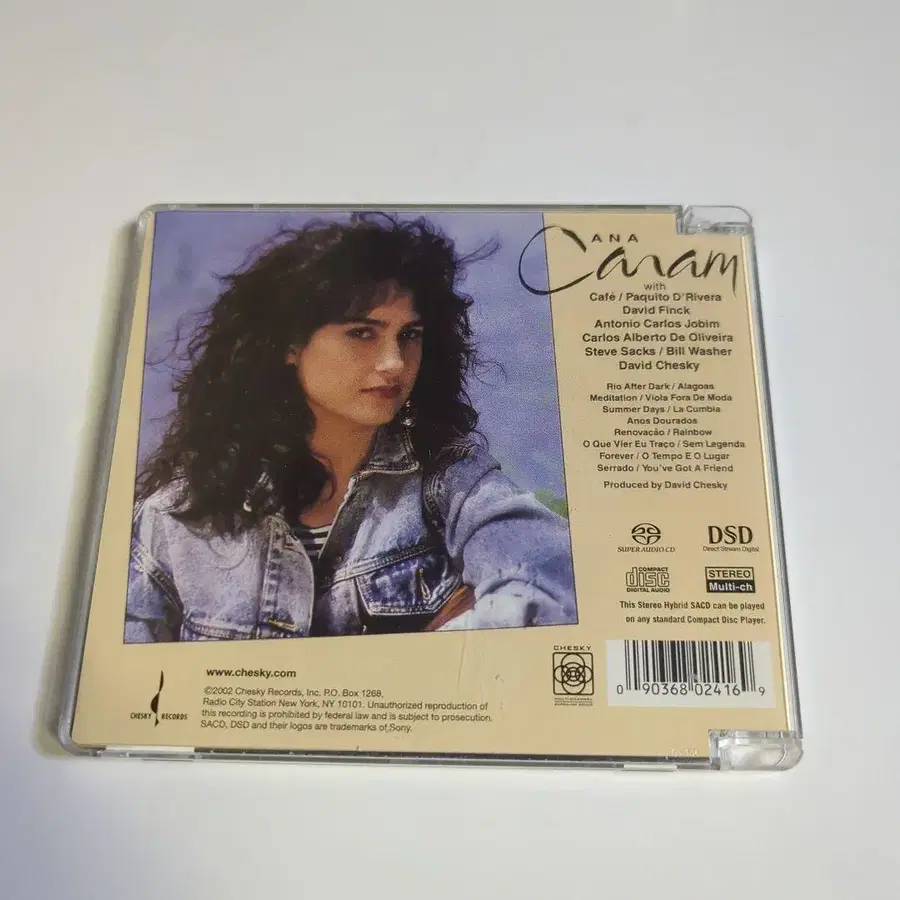 ANA
Caram
with
Café / Paquito D'Rivera
David Finck
Antonio Carlos Jobim
Carlos Alberto De Oliveira
Steve Sacks / Bill Washer
David Chesky
Rio After Dark / Alagoas
Meditation / Viola Fora De Moda
Summer Days / La Cumbia
Anos Dourados
Renovação / Rainbow
O Que Vier Eu Traço / Sem Legenda
Forever / O Tempo E O Lugar
Serrado / You've Got A Friend
Produced by David Chesky
SUPER AUDIO CD
DSD
Direct Stream Digital
COMPACT
disc
DIGITAL AUDIO
STEREO
Multi-ch
This Stereo Hybrid SACD can be played
on any standard Compact Disc Player.
CHESKY
0 90368 02416 9
www.chesky.com
©2002 Chesky Records, Inc. P.O. Box 1268,
Radio City Station New York, NY 10101. Unauthorized reproduction of
this recording is prohibited by federal law and is subject to prosecution.
SACD, DSD and their logos are trademarks of Sony.
CHESKY RECORDS